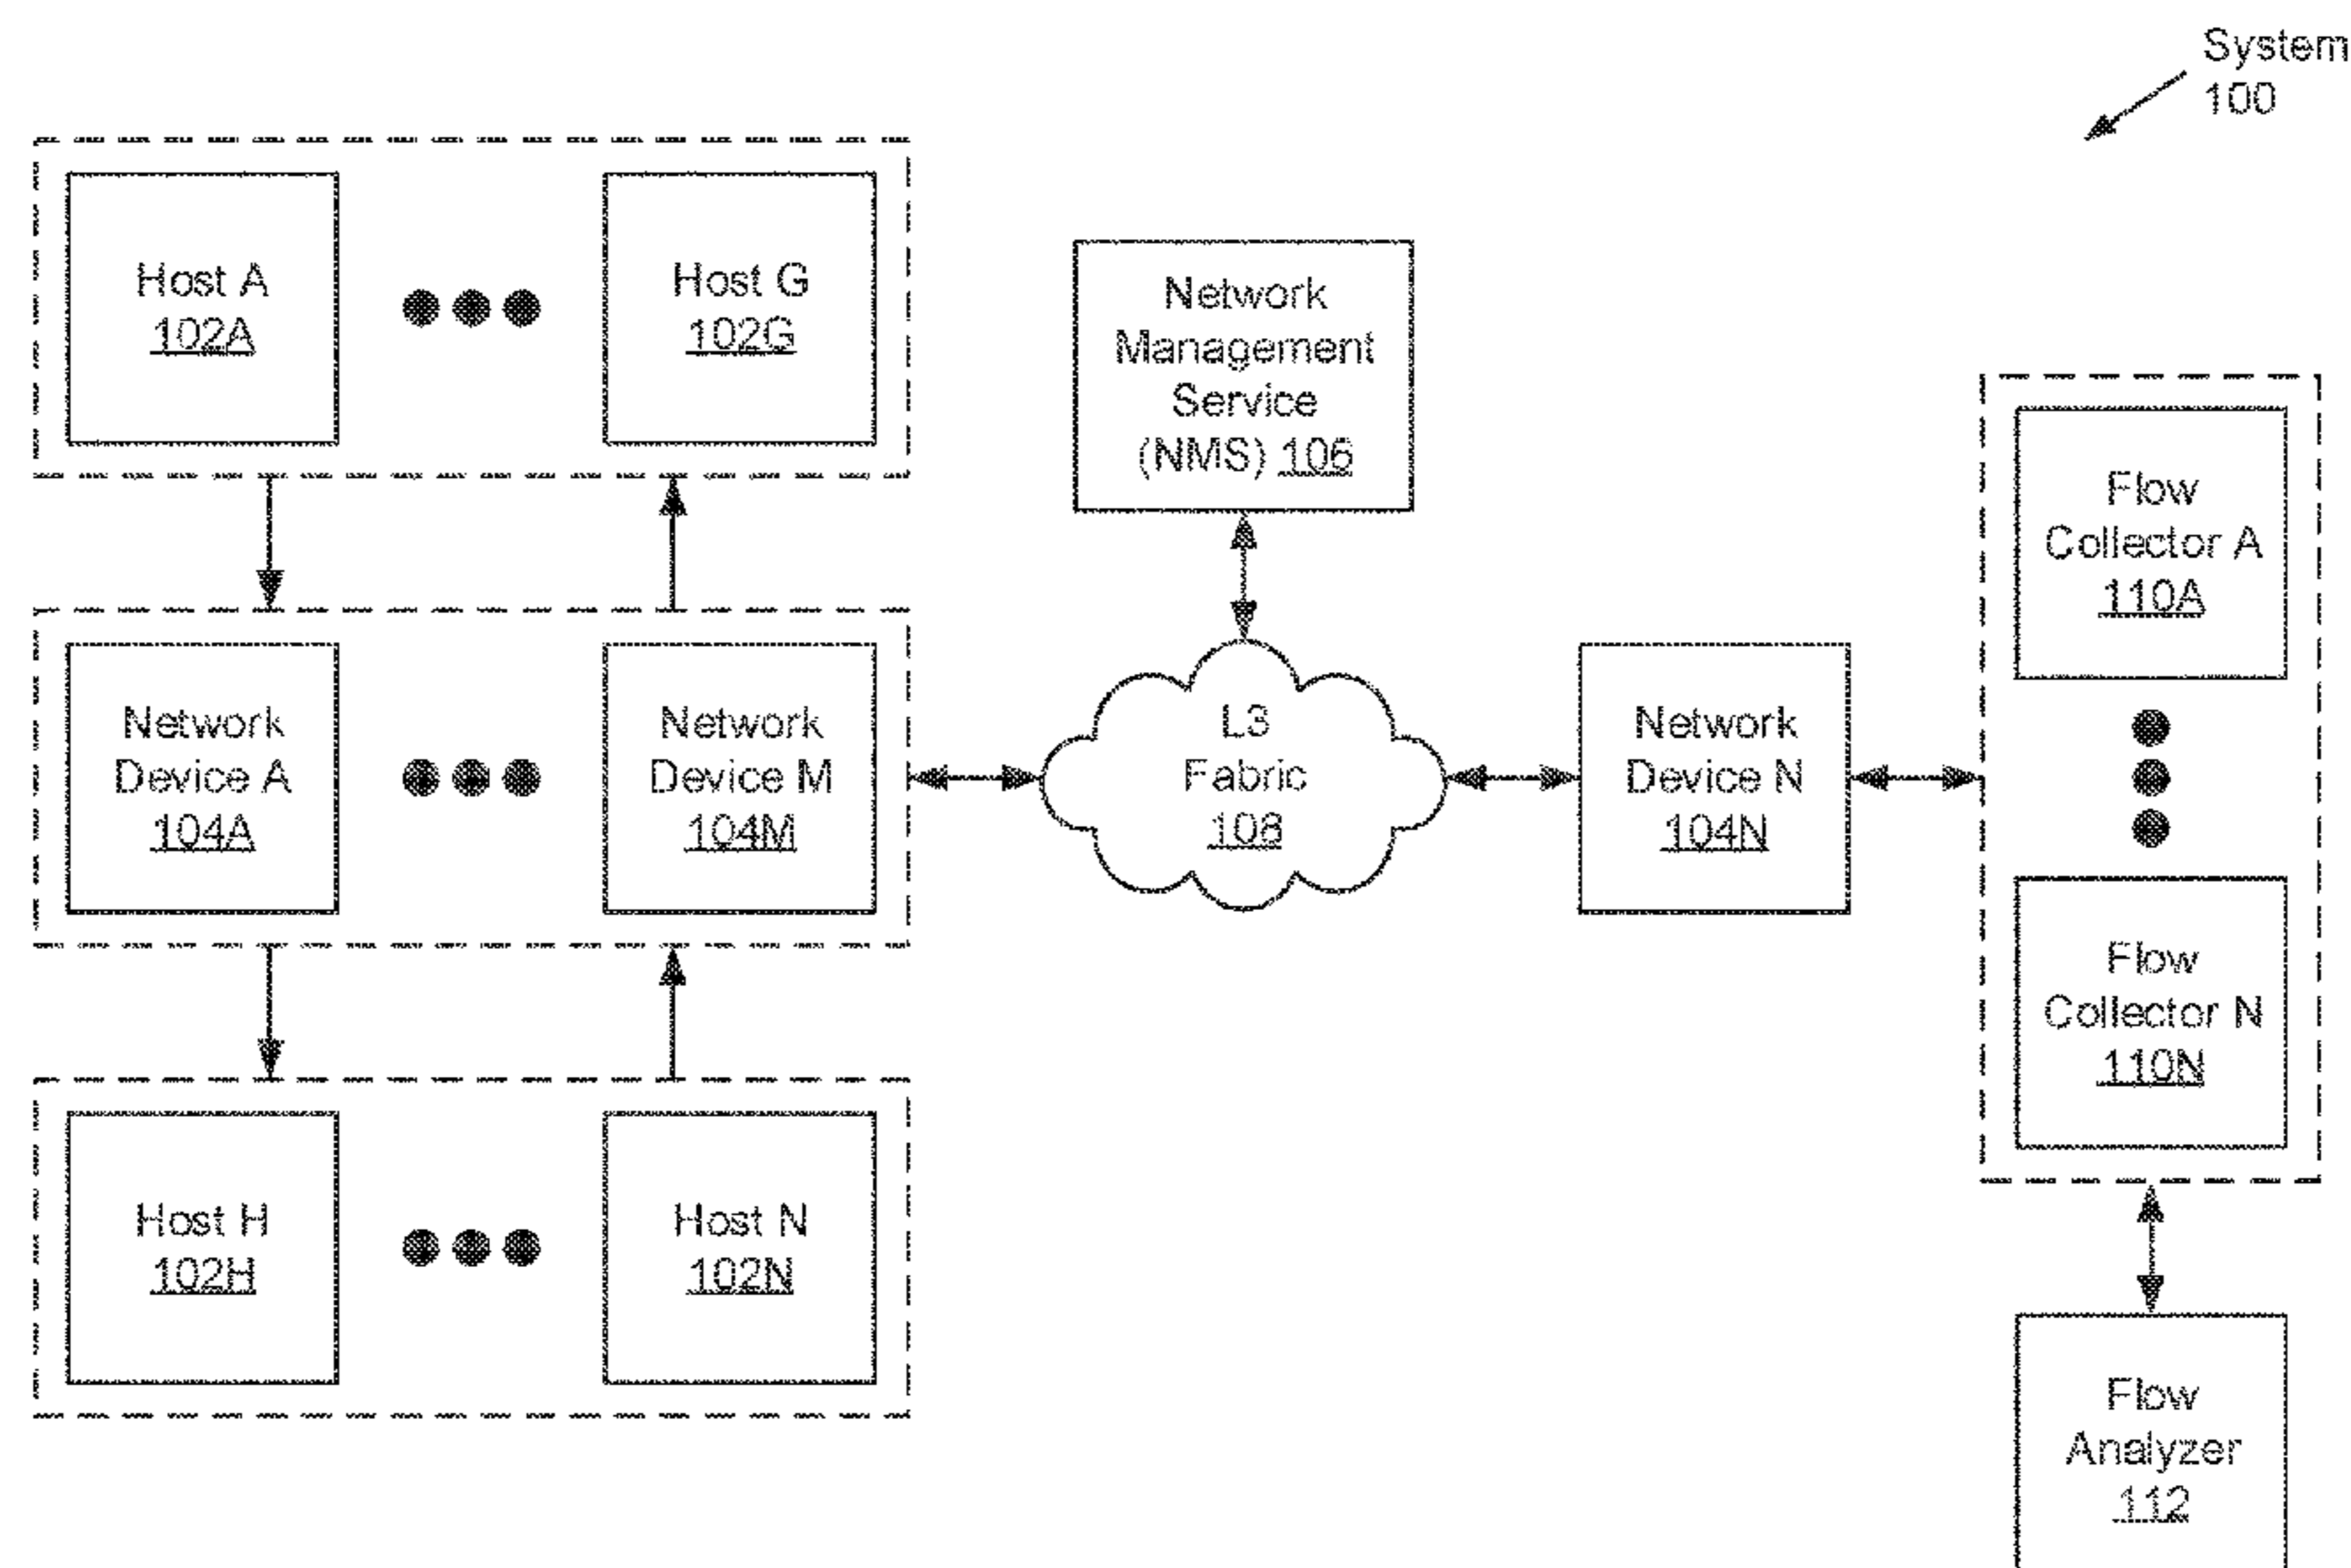 System
100
Host A
102A
Host G
102G
Network
Management
Service
(NMS) 106
Flow
Collector A
110A
Network
Device A
104A
Network
Device M
104M
L3
Fabric
108
Network
Device N
104N
Flow
Collector N
110N
Host H
102H
Host N
102N
Flow
Analyzer
112